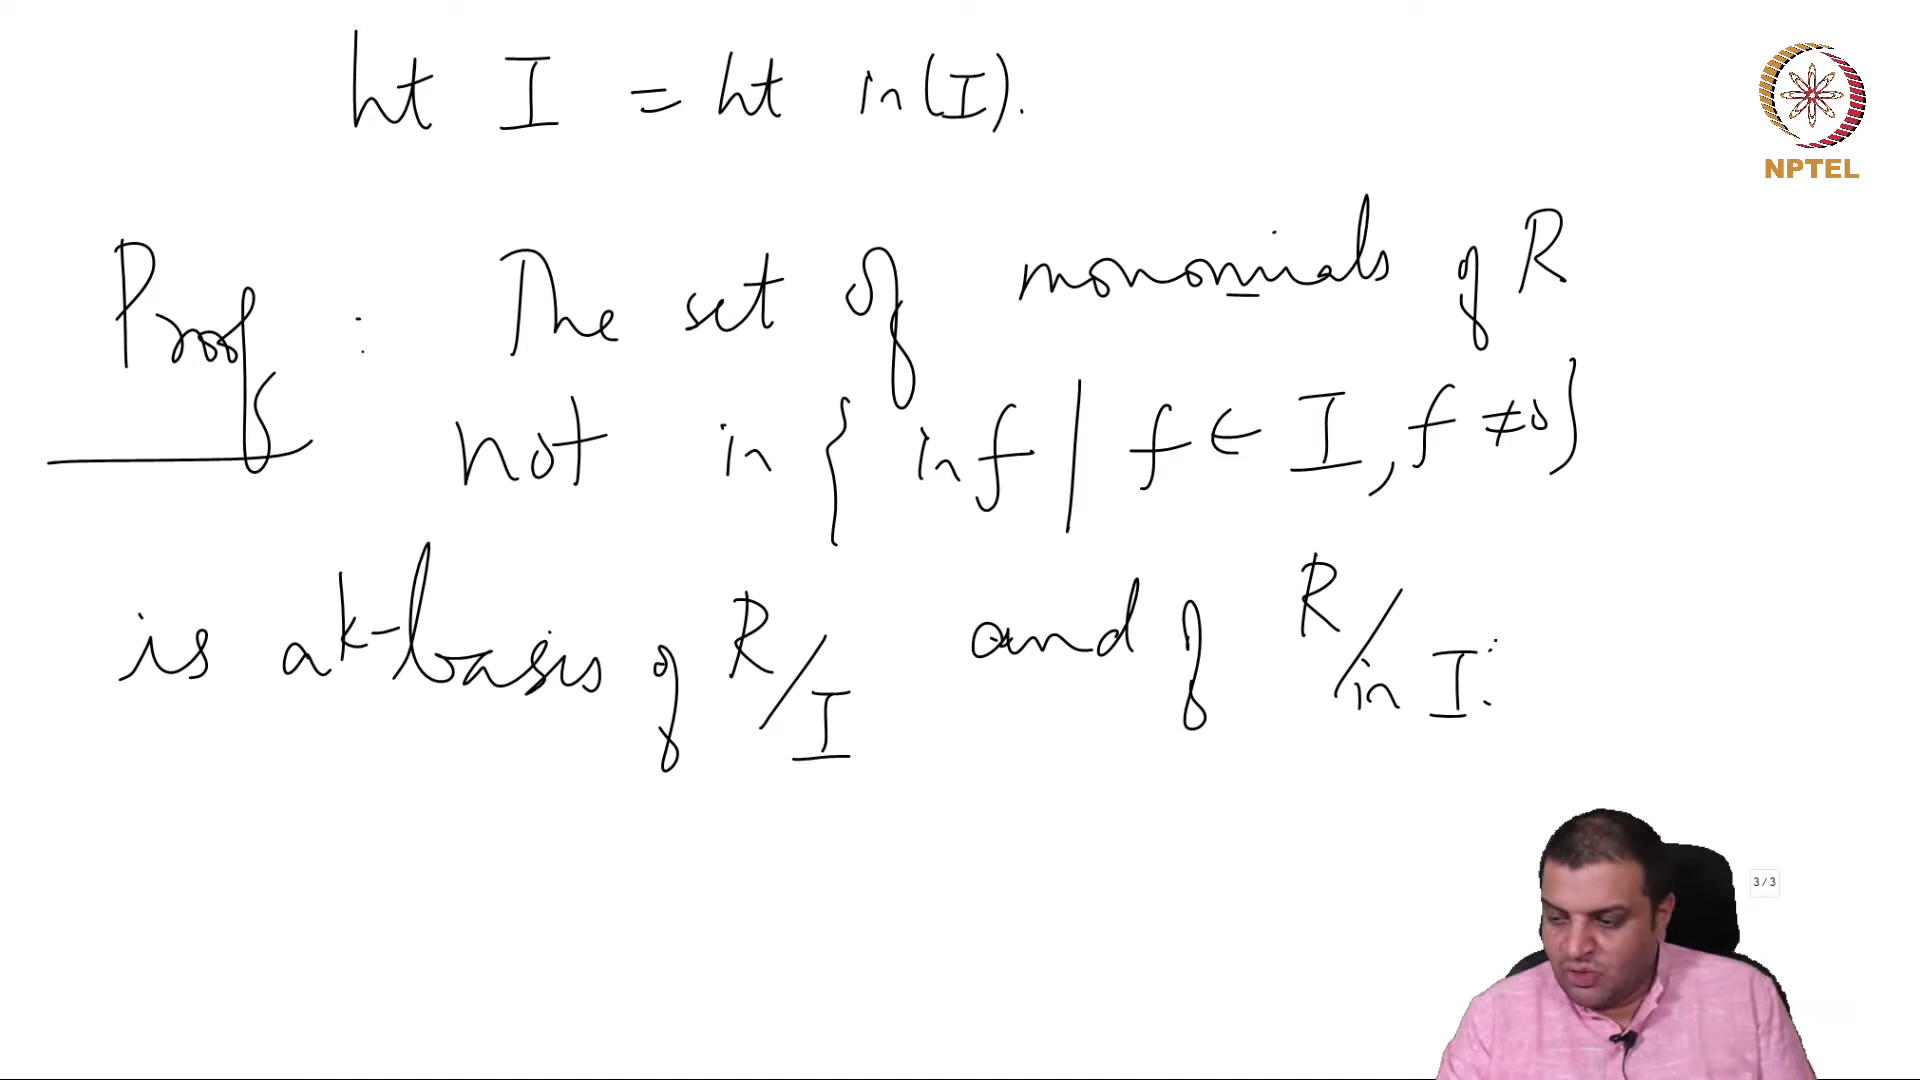 ht I = ht in(I).
NPTEL
Proof : The set of monomials of R
not in { in f | f ∈ I, f ≠ 0 }
is a k-basis of R/I and of R/in I.
3 / 3